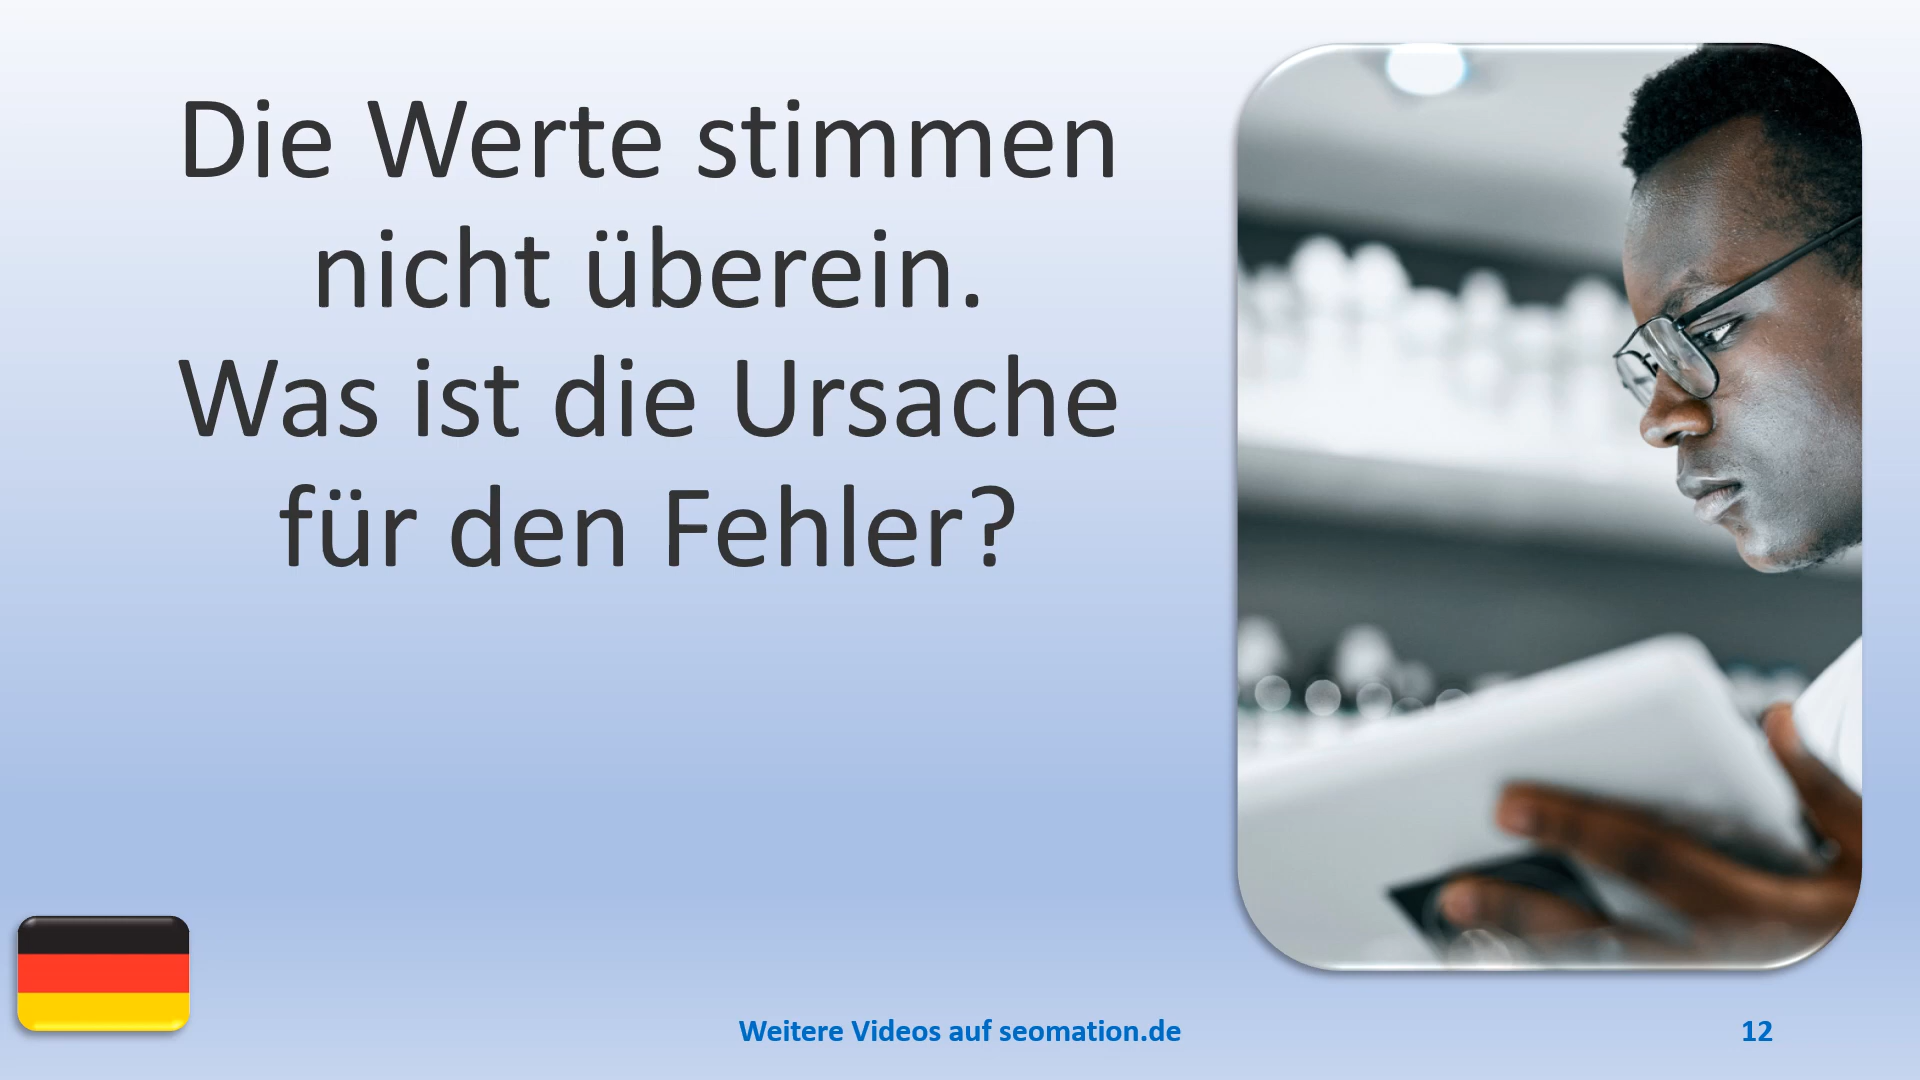 Die Werte stimmen
nicht überein.
Was ist die Ursache
für den Fehler?
Weitere Videos auf seomation.de
12